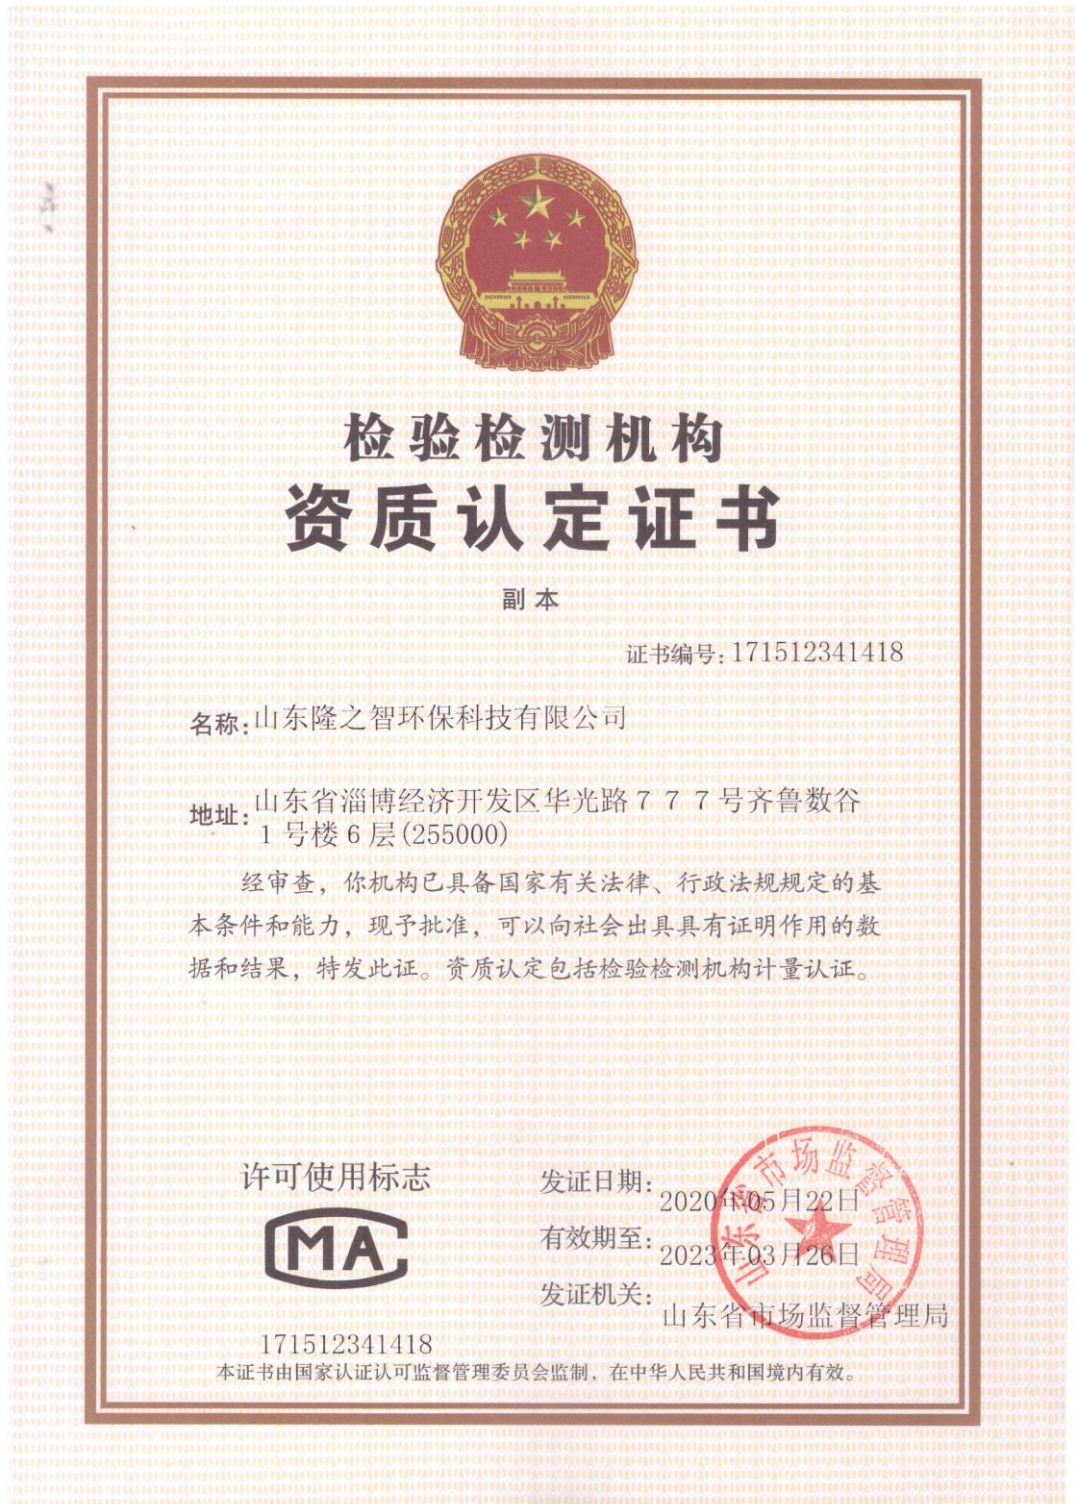 检验检测机构
资质认定证书
副本
证书编号:171512341418
名称:山东隆之智环保科技有限公司
地址:山东省淄博经济开发区华光路７７７号齐鲁数谷
1号楼6层(255000)
经审查，你机构已具备国家有关法律、行政法规规定的基
本条件和能力，现予批准，可以向社会出具具有证明作用的数
据和结果，特发此证。资质认定包括检验检测机构计量认证。
许可使用标志
MA
171512341418
发证日期:2020年05月22日
有效期至:2023年03月26日
发证机关:山东省市场监督管理局
山东省市场监督管理局
本证书由国家认证认可监督管理委员会监制，在中华人民共和国境内有效。